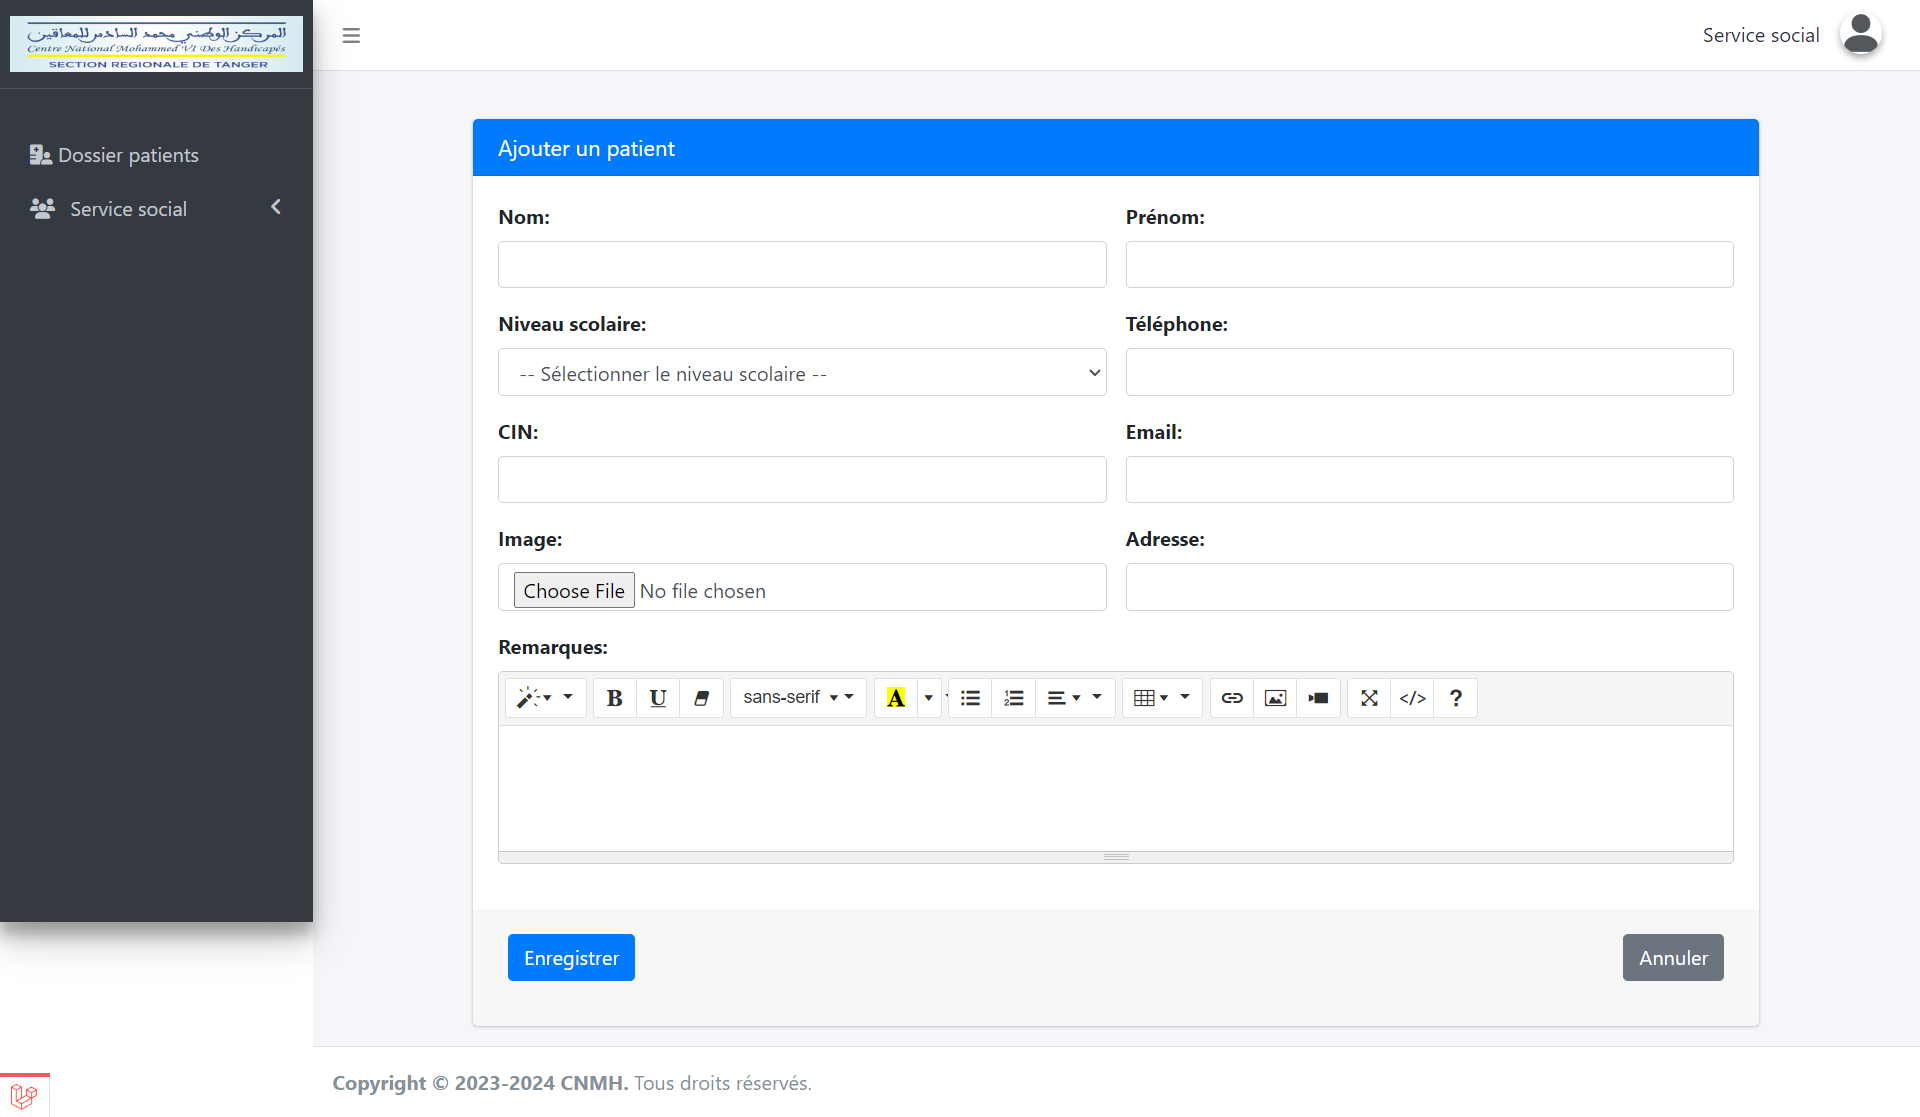 المركز الوطني محمد السادس للمعاقين
Centre National Mohammed VI Des Handicapés
SECTION REGIONALE DE TANGER
Service social
Dossier patients
Service social
Ajouter un patient
Nom:
Prénom:
Niveau scolaire:
Téléphone:
-- Sélectionner le niveau scolaire --
CIN:
Email:
Image:
Adresse:
Choose File No file chosen
Remarques:
B U sans-serif A </> ?
Enregistrer
Annuler
Copyright © 2023-2024 CNMH. Tous droits réservés.